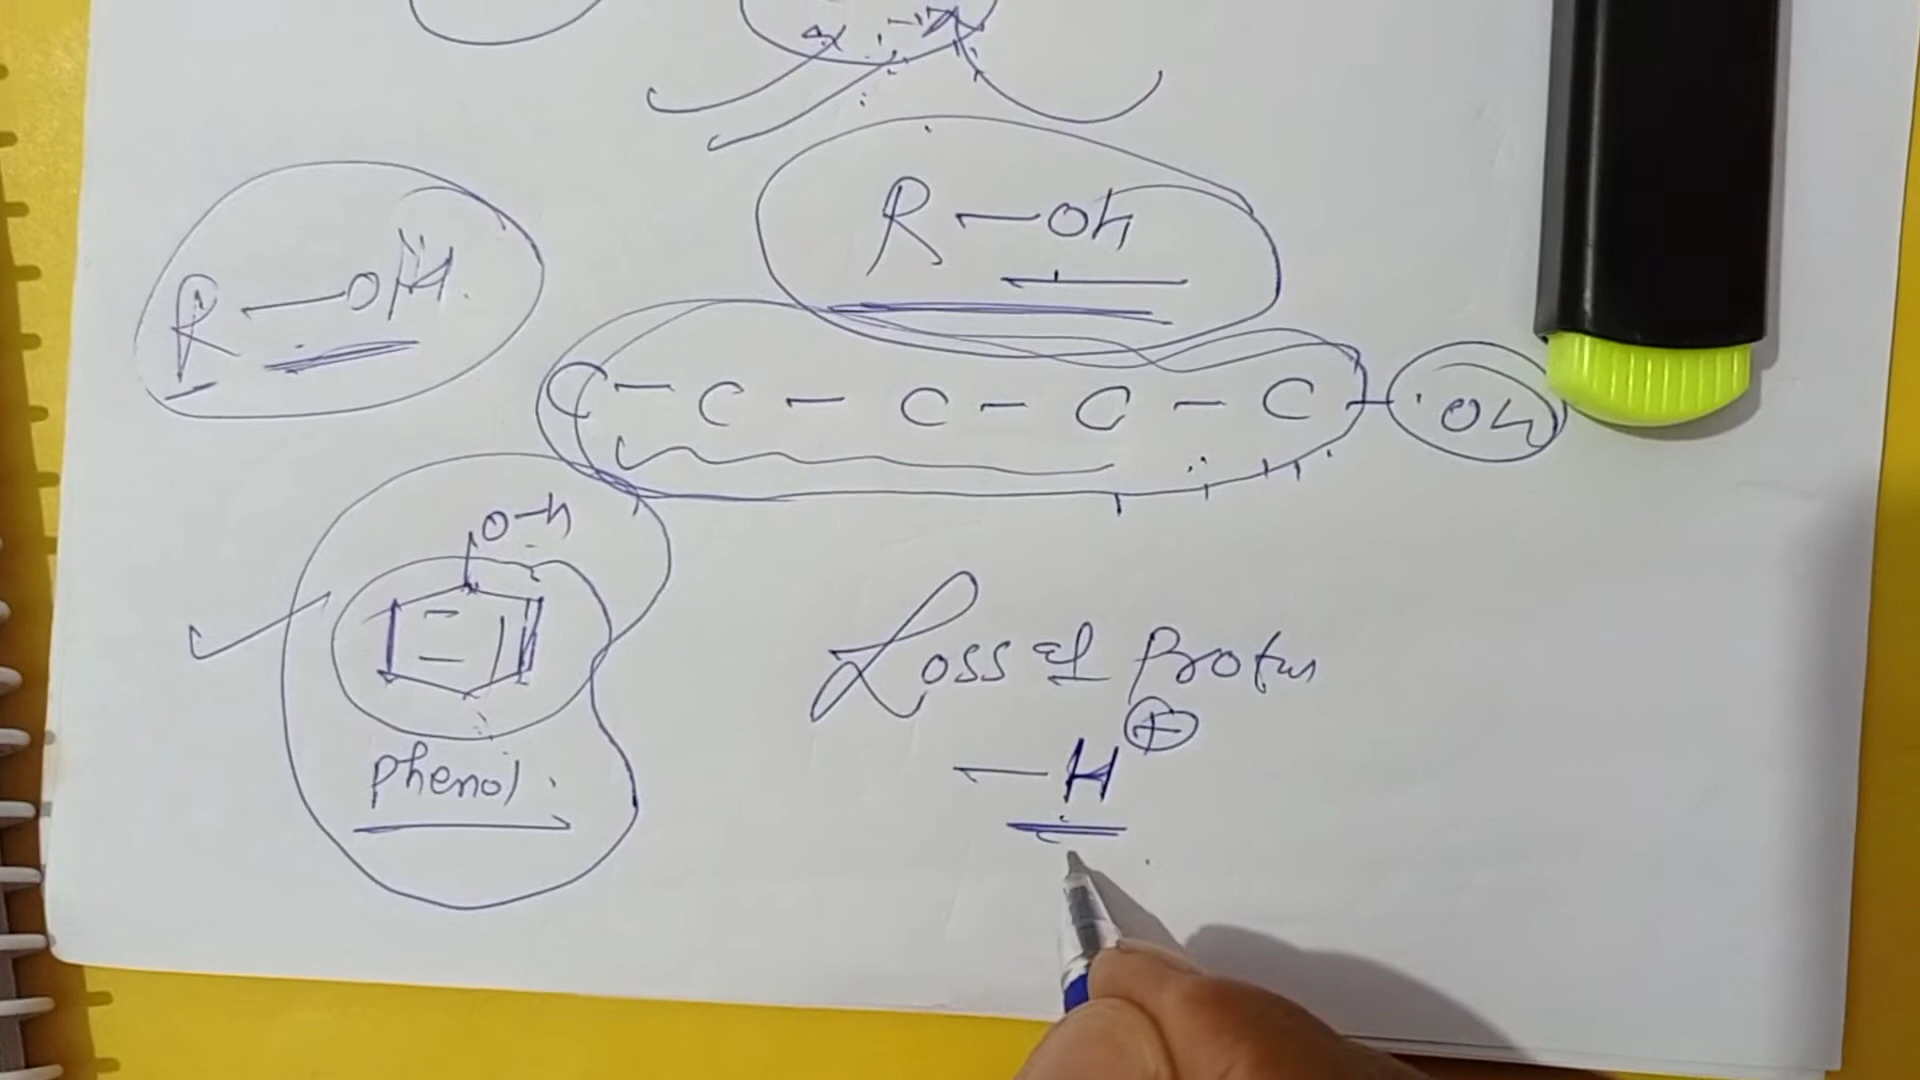 R—OH
R—OH
C — C — C — C — C — OH
O—H
Loss of Proton
—H⊕
phenol